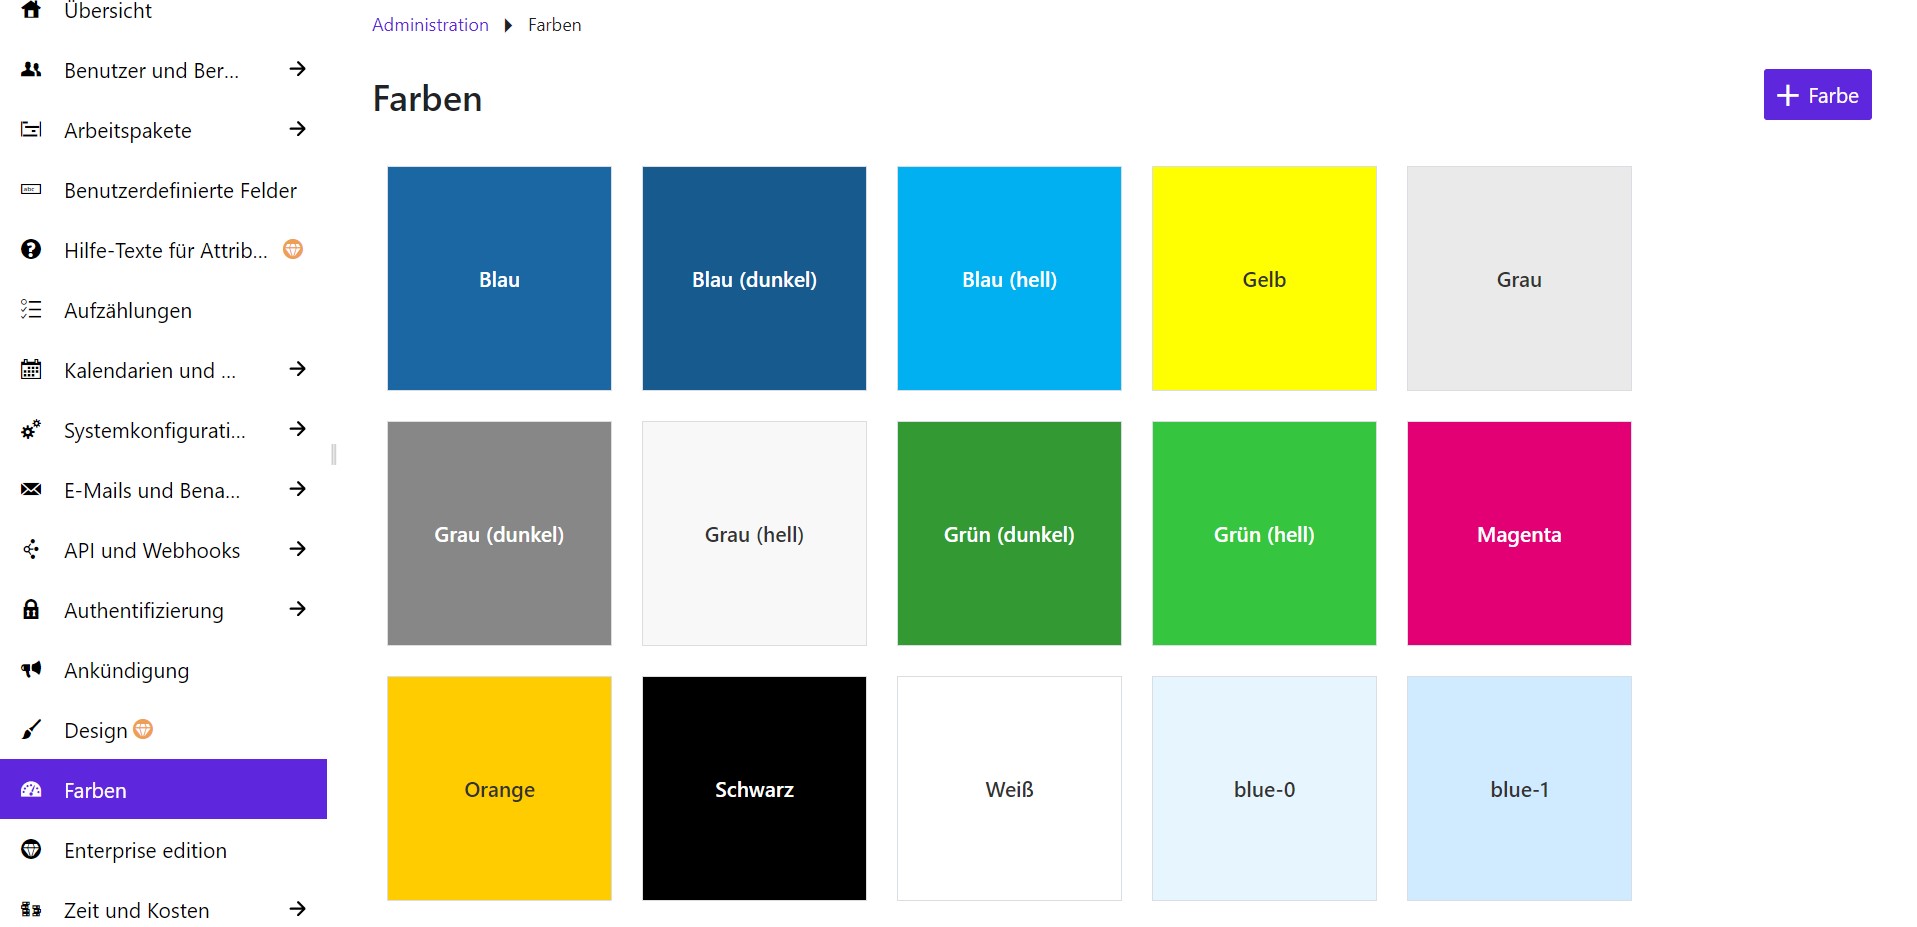 Übersicht
Benutzer und Ber...
Arbeitspakete
Benutzerdefinierte Felder
Hilfe-Texte für Attrib...
Aufzählungen
Kalendarien und ...
Systemkonfigurati...
E-Mails und Bena...
API und Webhooks
Authentifizierung
Ankündigung
Design
Farben
Enterprise edition
Zeit und Kosten
Administration Farben
Farben
+ Farbe
Blau
Blau (dunkel)
Blau (hell)
Gelb
Grau
Grau (dunkel)
Grau (hell)
Grün (dunkel)
Grün (hell)
Magenta
Orange
Schwarz
Weiß
blue-0
blue-1